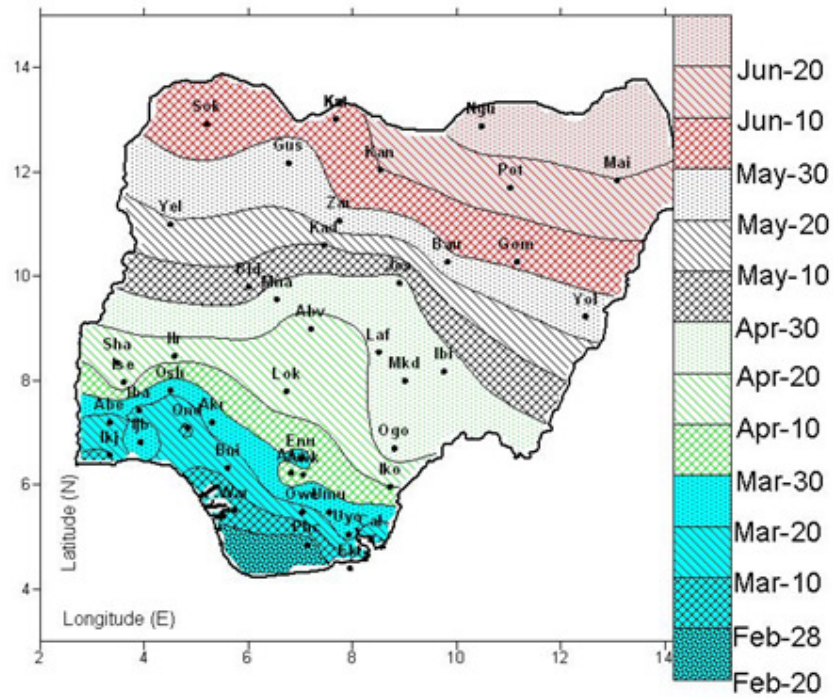 14
12
10
8
6
4
2 4 6 8 10 12 14
Latitude (N)
Longitude (E)
Sok
Ngu
Gus
Kan
Pot
Mai
Yel
Zar
Kad
Bau
Gom
Bid
Mna
Jos
Yol
Abv
Sha
Ilr
Laf
Ise
Mkd
Ibi
Osh
Lok
Iba
Abe
Ond
Akr
Ikj
Ijb
Ogo
Bni
Enu
Iko
War
Owe
Umu
Uyo
Cal
Phc
Eke
Jun-20
Jun-10
May-30
May-20
May-10
Apr-30
Apr-20
Apr-10
Mar-30
Mar-20
Mar-10
Feb-28
Feb-20